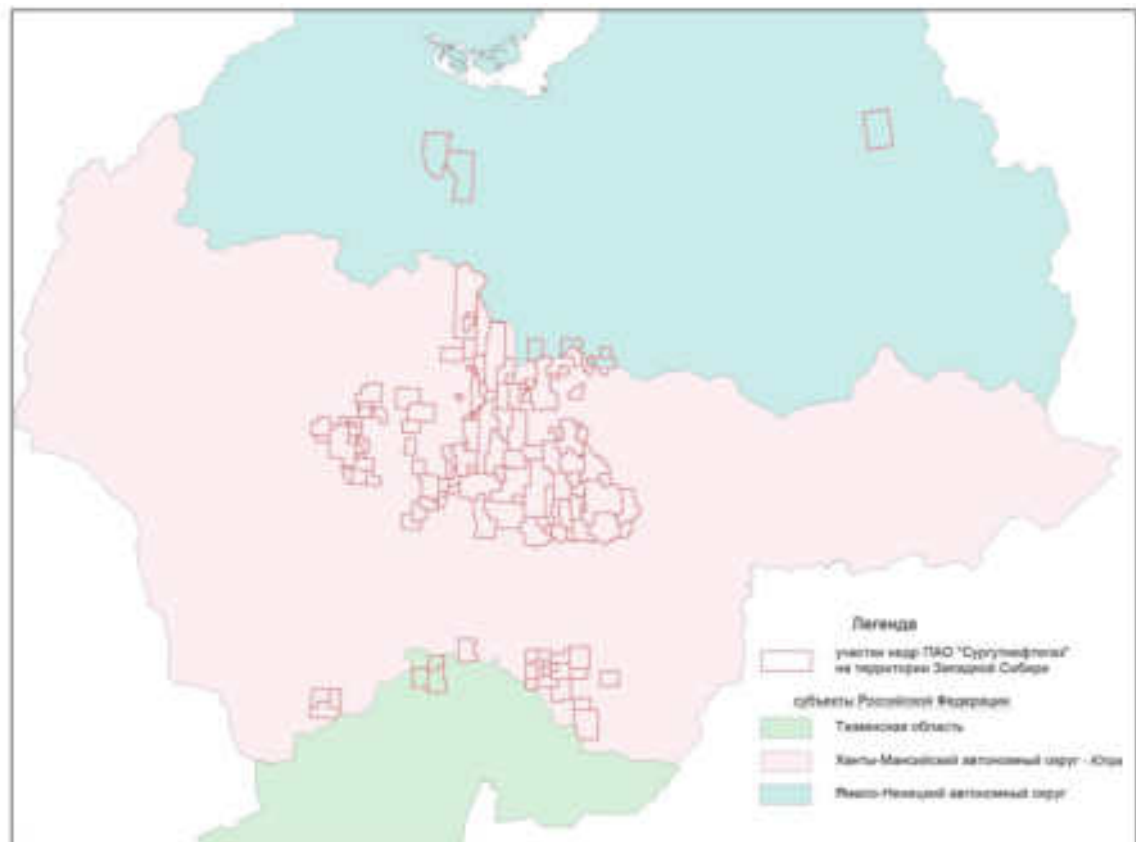 Легенда
участки недр ПАО "Сургутнефтегаз"
на территории Западной Сибири
субъекты Российской Федерации
Тюменская область
Ханты-Мансийский автономный округ - Югра
Ямало-Ненецкий автономный округ